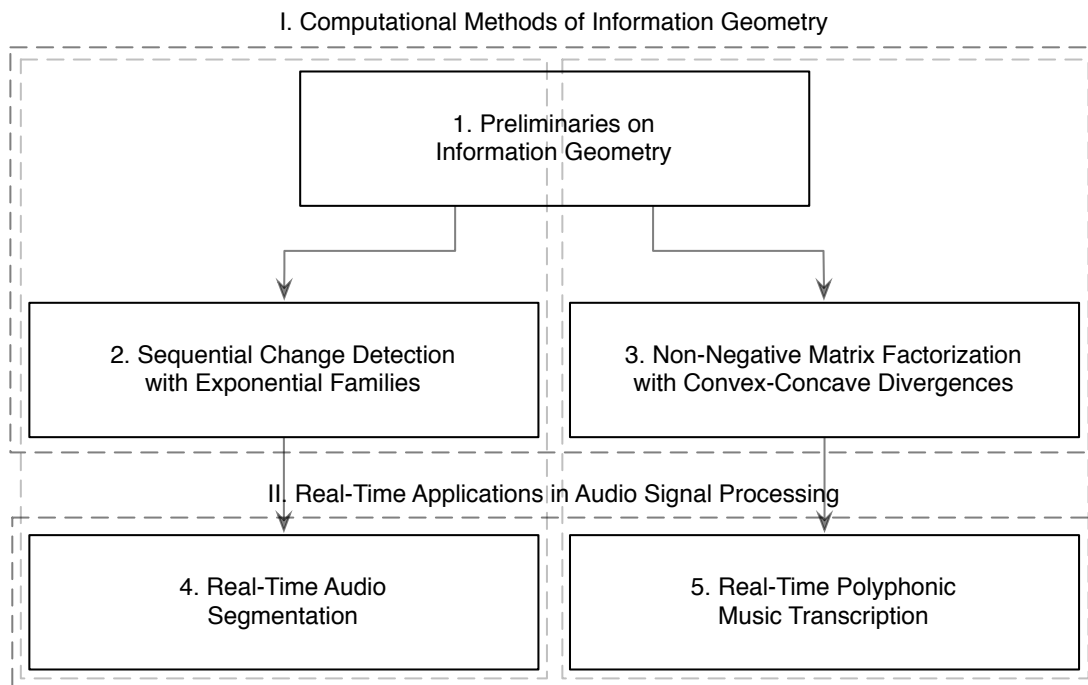 I. Computational Methods of Information Geometry
1. Preliminaries on
Information Geometry
2. Sequential Change Detection
with Exponential Families
3. Non-Negative Matrix Factorization
with Convex-Concave Divergences
II. Real-Time Applications in Audio Signal Processing
4. Real-Time Audio
Segmentation
5. Real-Time Polyphonic
Music Transcription